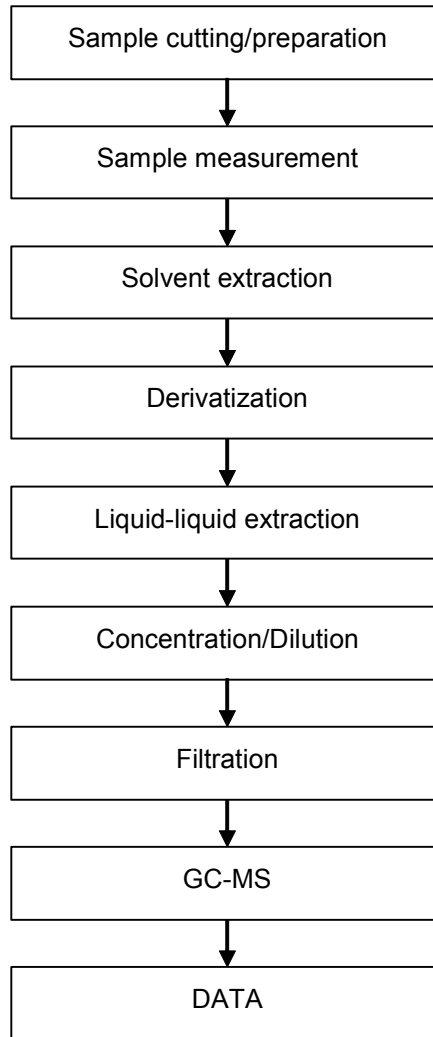 Sample cutting/preparation
Sample measurement
Solvent extraction
Derivatization
Liquid-liquid extraction
Concentration/Dilution
Filtration
GC-MS
DATA